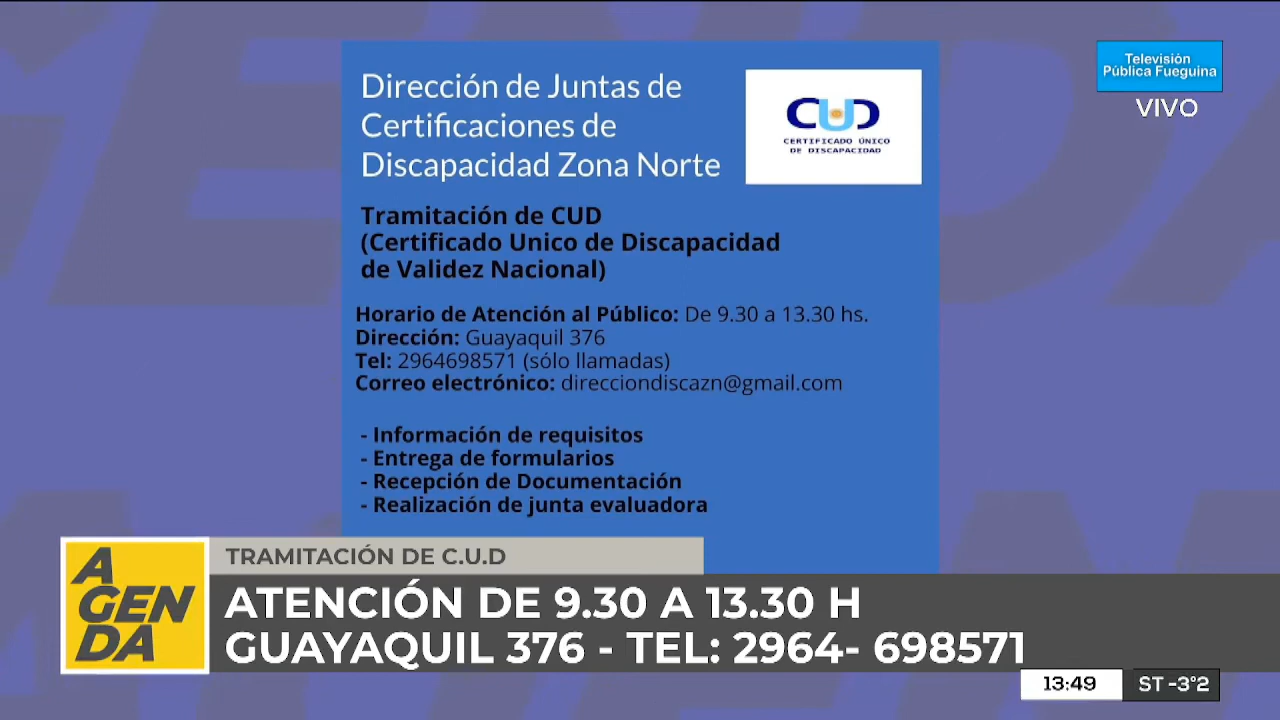 Dirección de Juntas de
Certificaciones de
Discapacidad Zona Norte
CUD
CERTIFICADO ÚNICO
DE DISCAPACIDAD
Televisión
Pública Fueguina
VIVO
Tramitación de CUD
(Certificado Unico de Discapacidad
de Validez Nacional)
Horario de Atención al Público: De 9.30 a 13.30 hs.
Dirección: Guayaquil 376
Tel: 2964698571 (sólo llamadas)
Correo electrónico: direcciondiscazn@gmail.com
- Información de requisitos
- Entrega de formularios
- Recepción de Documentación
- Realización de junta evaluadora
A
GEN
DA
TRAMITACIÓN DE C.U.D
ATENCIÓN DE 9.30 A 13.30 H
GUAYAQUIL 376 - TEL: 2964- 698571
13:49 ST -3°2